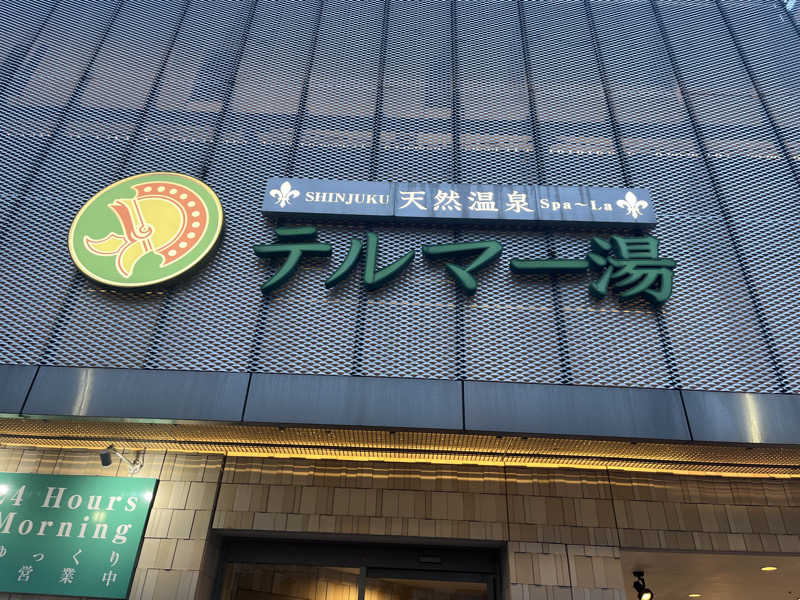 SHINJUKU 天然温泉 Spa～La
テルマー湯
24 Hours
Morning
ゆっくり
営業中